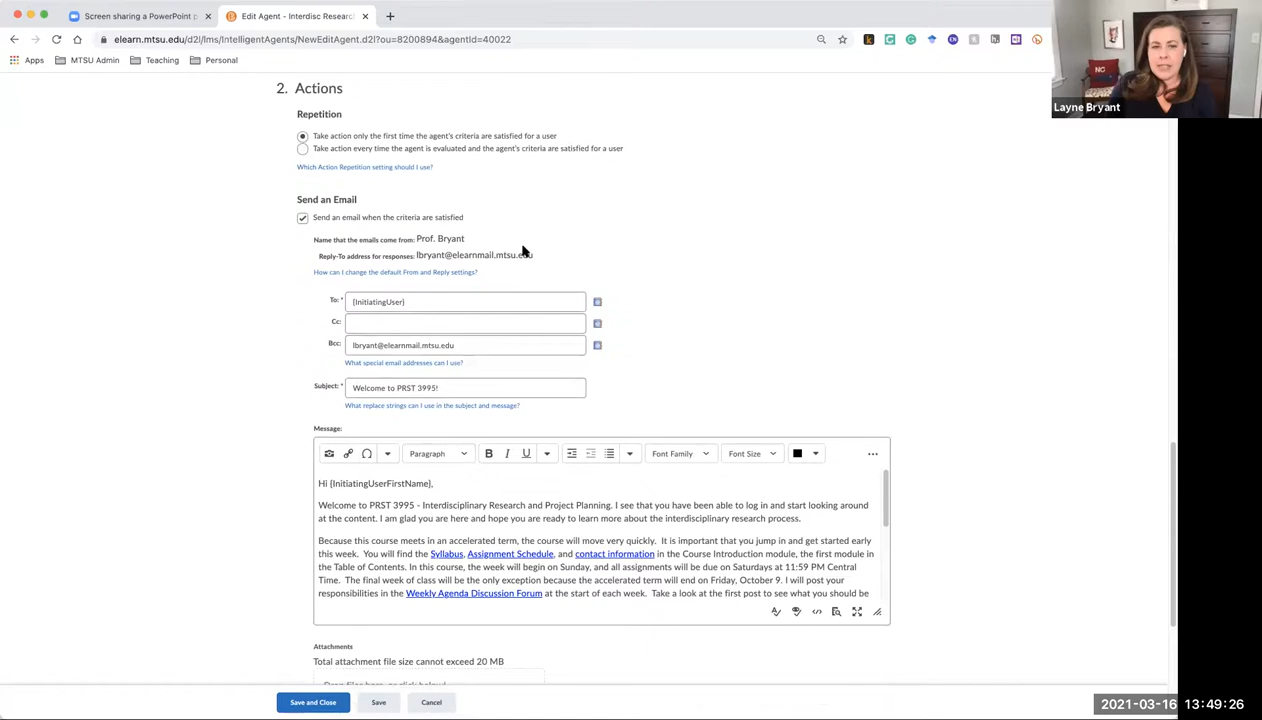 Screen sharing a PowerPoint p
Edit Agent - Interdisc Researc
elearn.mtsu.edu/d2l/lms/IntelligentAgents/NewEditAgent.d2l?ou=8200894&agentId=40022
Apps MTSU Admin Teaching Personal
Layne Bryant
2. Actions
Repetition
Take action only the first time the agent's criteria are satisfied for a user
Take action every time the agent is evaluated and the agent's criteria are satisfied for a user
Which Action Repetition setting should I use?
Send an Email
Send an email when the criteria are satisfied
Name that the emails come from: Prof. Bryant
Reply-To address for responses: lbryant@elearnmail.mtsu.edu
How can I change the default From and Reply settings?
To: * {InitiatingUser}
Cc:
Bcc: lbryant@elearnmail.mtsu.edu
What special email addresses can I use?
Subject: * Welcome to PRST 3995!
What replace strings can I use in the subject and message?
Message:
Paragraph B I U Font Family Font Size
Hi {InitiatingUserFirstName},
Welcome to PRST 3995 - Interdisciplinary Research and Project Planning. I see that you have been able to log in and start looking around
at the content. I am glad you are here and hope you are ready to learn more about the interdisciplinary research process.
Because this course meets in an accelerated term, the course will move very quickly. It is important that you jump in and get started early
this week. You will find the Syllabus, Assignment Schedule, and contact information in the Course Introduction module, the first module in
the Table of Contents. In this course, the week will begin on Sunday, and all assignments will be due on Saturdays at 11:59 PM Central
Time. The final week of class will be the only exception because the accelerated term will end on Friday, October 9. I will post your
responsibilities in the Weekly Agenda Discussion Forum at the start of each week. Take a look at the first post to see what you should be
Attachments
Total attachment file size cannot exceed 20 MB
Save and Close Save Cancel
2021-03-16 13:49:26